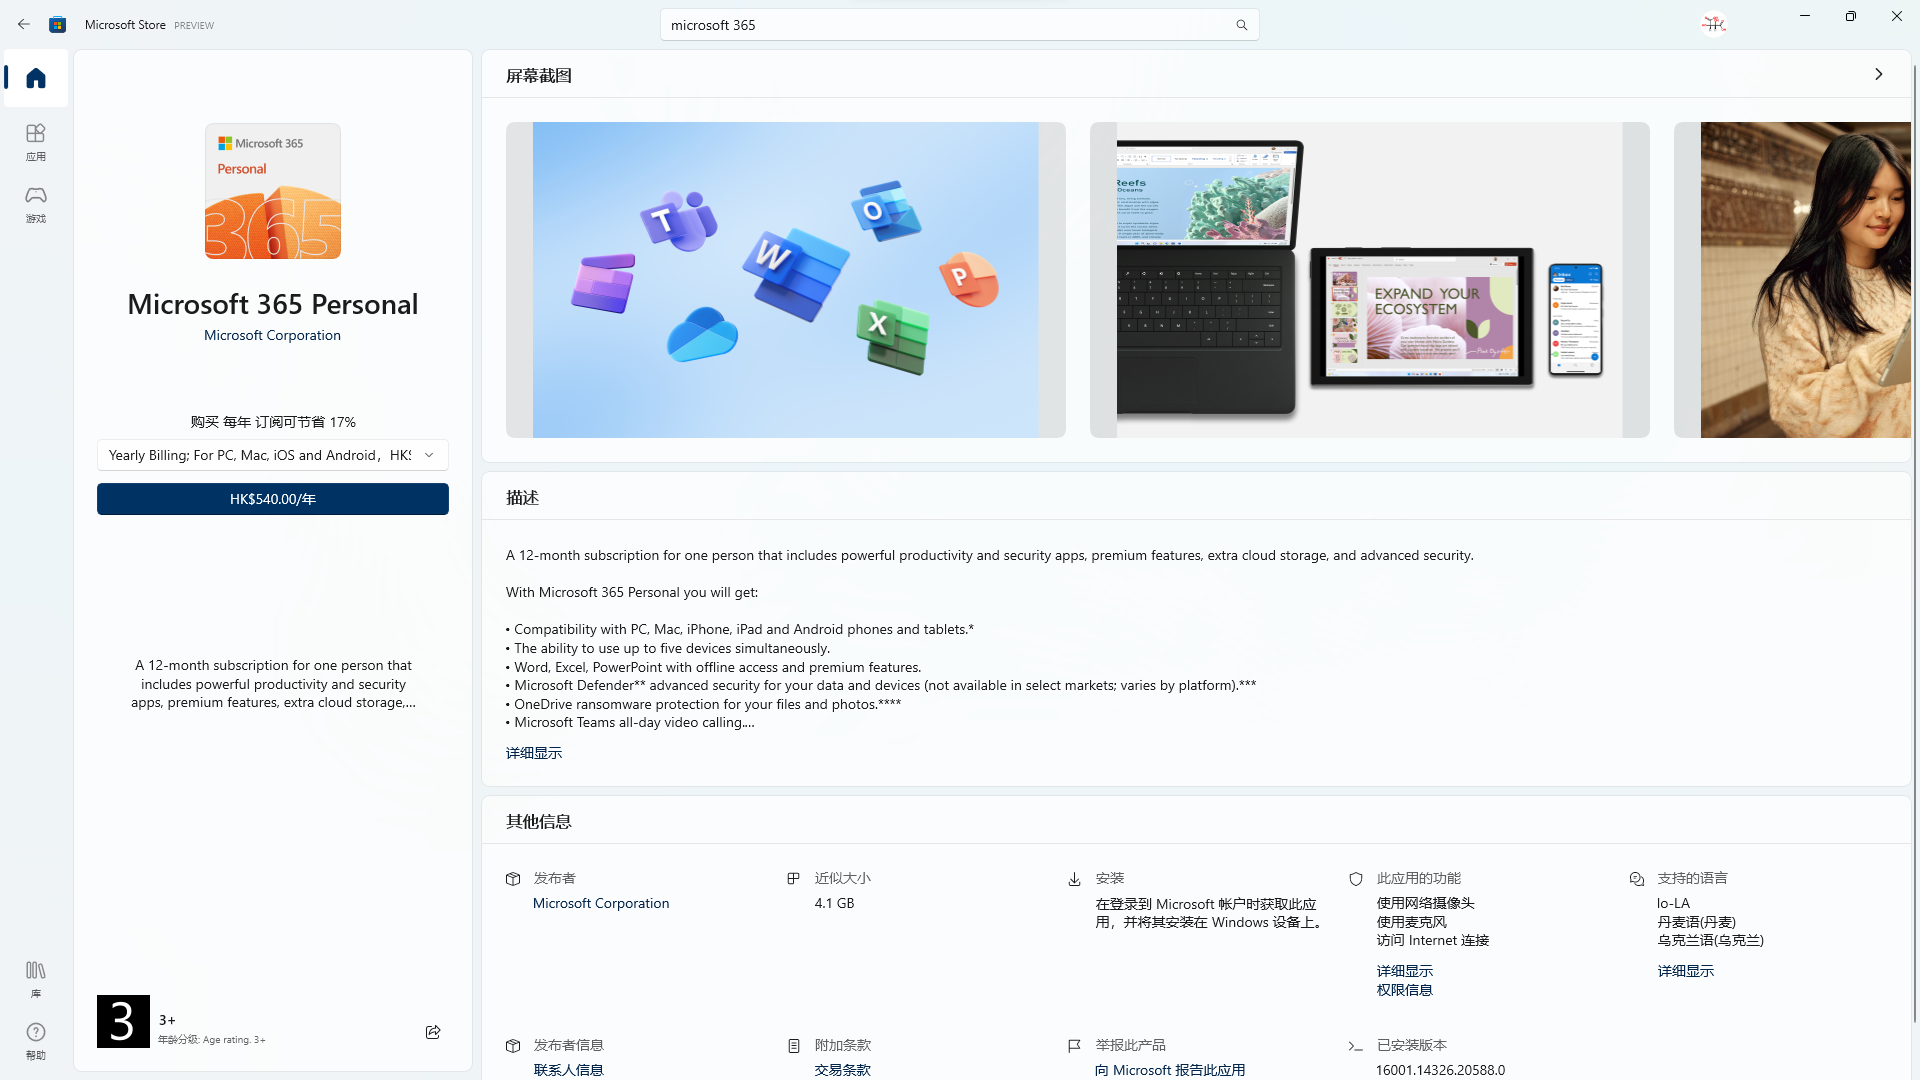 Microsoft Store PREVIEW
microsoft 365
应用
游戏
库
帮助
Microsoft 365
Personal
365
Microsoft 365 Personal
Microsoft Corporation
购买 每年 订阅可节省 17%
Yearly Billing; For PC, Mac, iOS and Android，HK$
HK$540.00/年
A 12-month subscription for one person that
includes powerful productivity and security
apps, premium features, extra cloud storage,...
3
3+
年龄分级: Age rating. 3+
屏幕截图
T
O
W
P
X
Reefs
Oceans
EXPAND YOUR
ECOSYSTEM
描述
A 12-month subscription for one person that includes powerful productivity and security apps, premium features, extra cloud storage, and advanced security.
With Microsoft 365 Personal you will get:
• Compatibility with PC, Mac, iPhone, iPad and Android phones and tablets.*
• The ability to use up to five devices simultaneously.
• Word, Excel, PowerPoint with offline access and premium features.
• Microsoft Defender** advanced security for your data and devices (not available in select markets; varies by platform).***
• OneDrive ransomware protection for your files and photos.****
• Microsoft Teams all-day video calling....
详细显示
其他信息
发布者
Microsoft Corporation
近似大小
4.1 GB
安装
在登录到 Microsoft 帐户时获取此应
用，并将其安装在 Windows 设备上。
此应用的功能
使用网络摄像头
使用麦克风
访问 Internet 连接
详细显示
权限信息
支持的语言
lo-LA
丹麦语(丹麦)
乌克兰语(乌克兰)
详细显示
发布者信息
联系人信息
附加条款
交易条款
举报此产品
向 Microsoft 报告此应用
已安装版本
16001.14326.20588.0